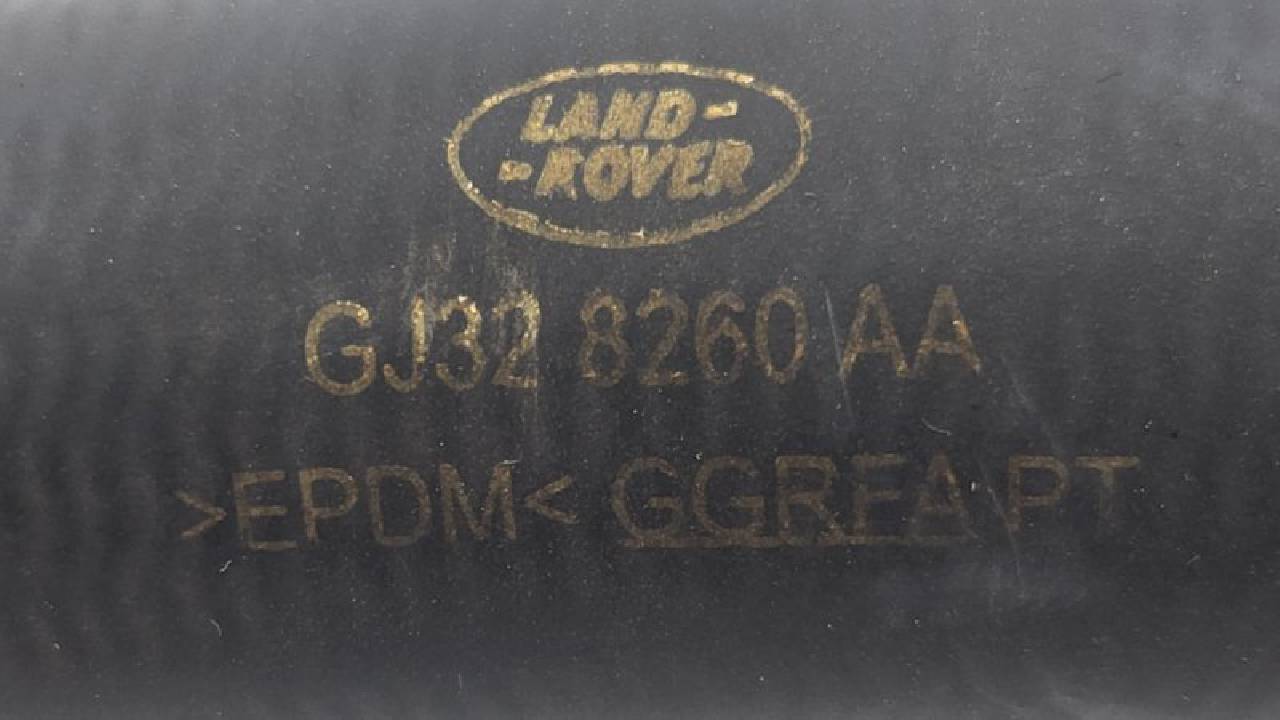 LAND-
-ROVER
GJ32 8260 AA
>EPDM< GGRFA PT